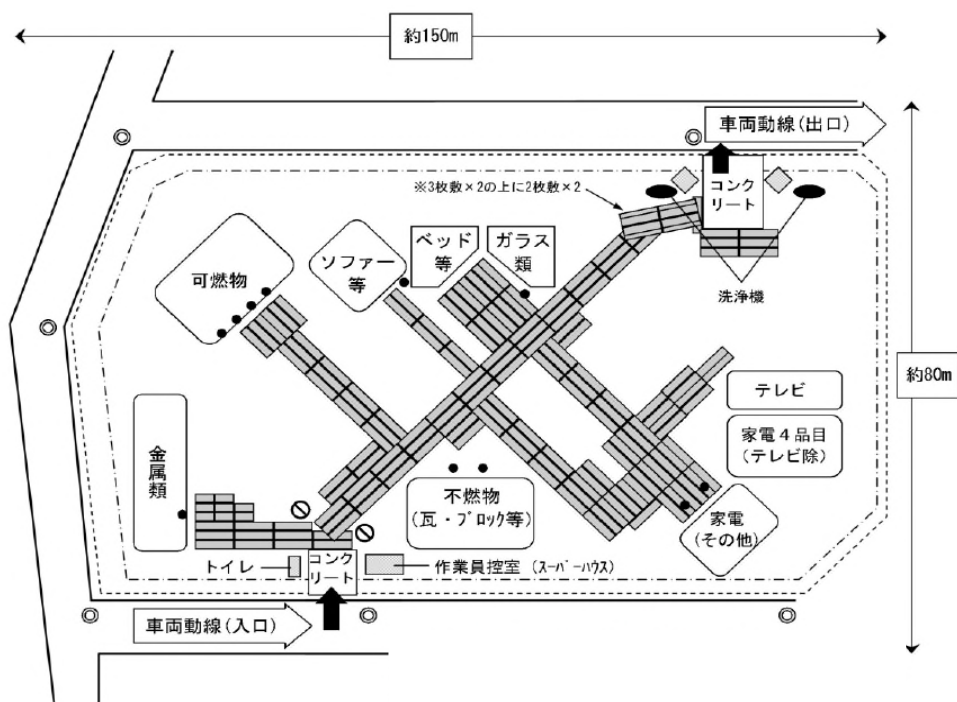 約150m
車両動線(出口)
※3枚敷×2の上に2枚敷×2
コンク
リート
洗浄機
ベッド
等
ガラス
類
ソファー
等
可燃物
約80m
テレビ
家電4品目
(テレビ除)
家電
(その他)
金属類
不燃物
(瓦・ブロック等)
トイレ
コンク
リート
作業員控室 (スーパーハウス)
車両動線(入口)